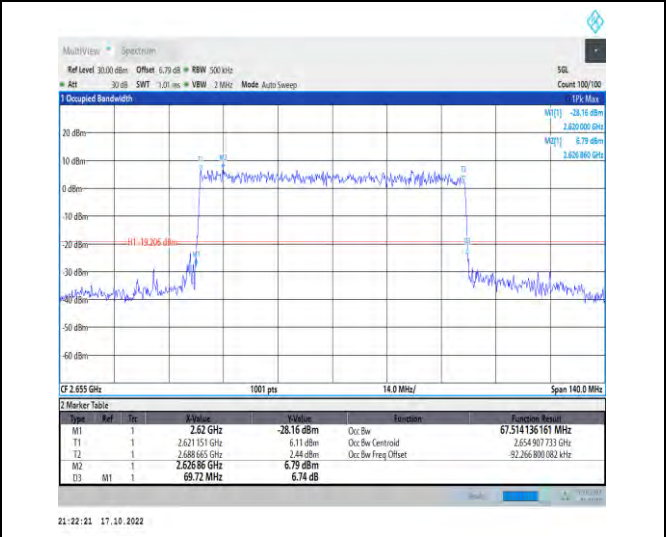 MultiView Spectrum
Ref Level 30.00 dBm Offset 6.79 dB RBW 500 kHz SGL
Att 30 dB SWT 1.01 ms VBW 2 MHz Mode Auto Sweep Count 100/100
1 Occupied Bandwidth 1Pk Max
M1[1] -28.16 dBm
2.620 000 GHz
M2[1] 6.79 dBm
2.626 860 GHz
20 dBm
10 dBm
0 dBm
-10 dBm
-20 dBm
H1 -19.206 dBm
-30 dBm
-40 dBm
-50 dBm
-60 dBm
T1
M2
T2
M1
D3
CF 2.655 GHz 1001 pts 14.0 MHz/ Span 140.0 MHz
2 Marker Table
Type Ref Trc X-Value Y-Value Function Function Result
M1 1 2.62 GHz -28.16 dBm Occ Bw 67.514 136 161 MHz
T1 1 2.621 151 GHz 6.11 dBm Occ Bw Centroid 2.654 907 733 GHz
T2 1 2.688 665 GHz 2.44 dBm Occ Bw Freq Offset -92.266 800 082 kHz
M2 1 2.626 86 GHz 6.79 dBm
D3 M1 1 69.72 MHz 6.74 dB
21:22:21 17.10.2022